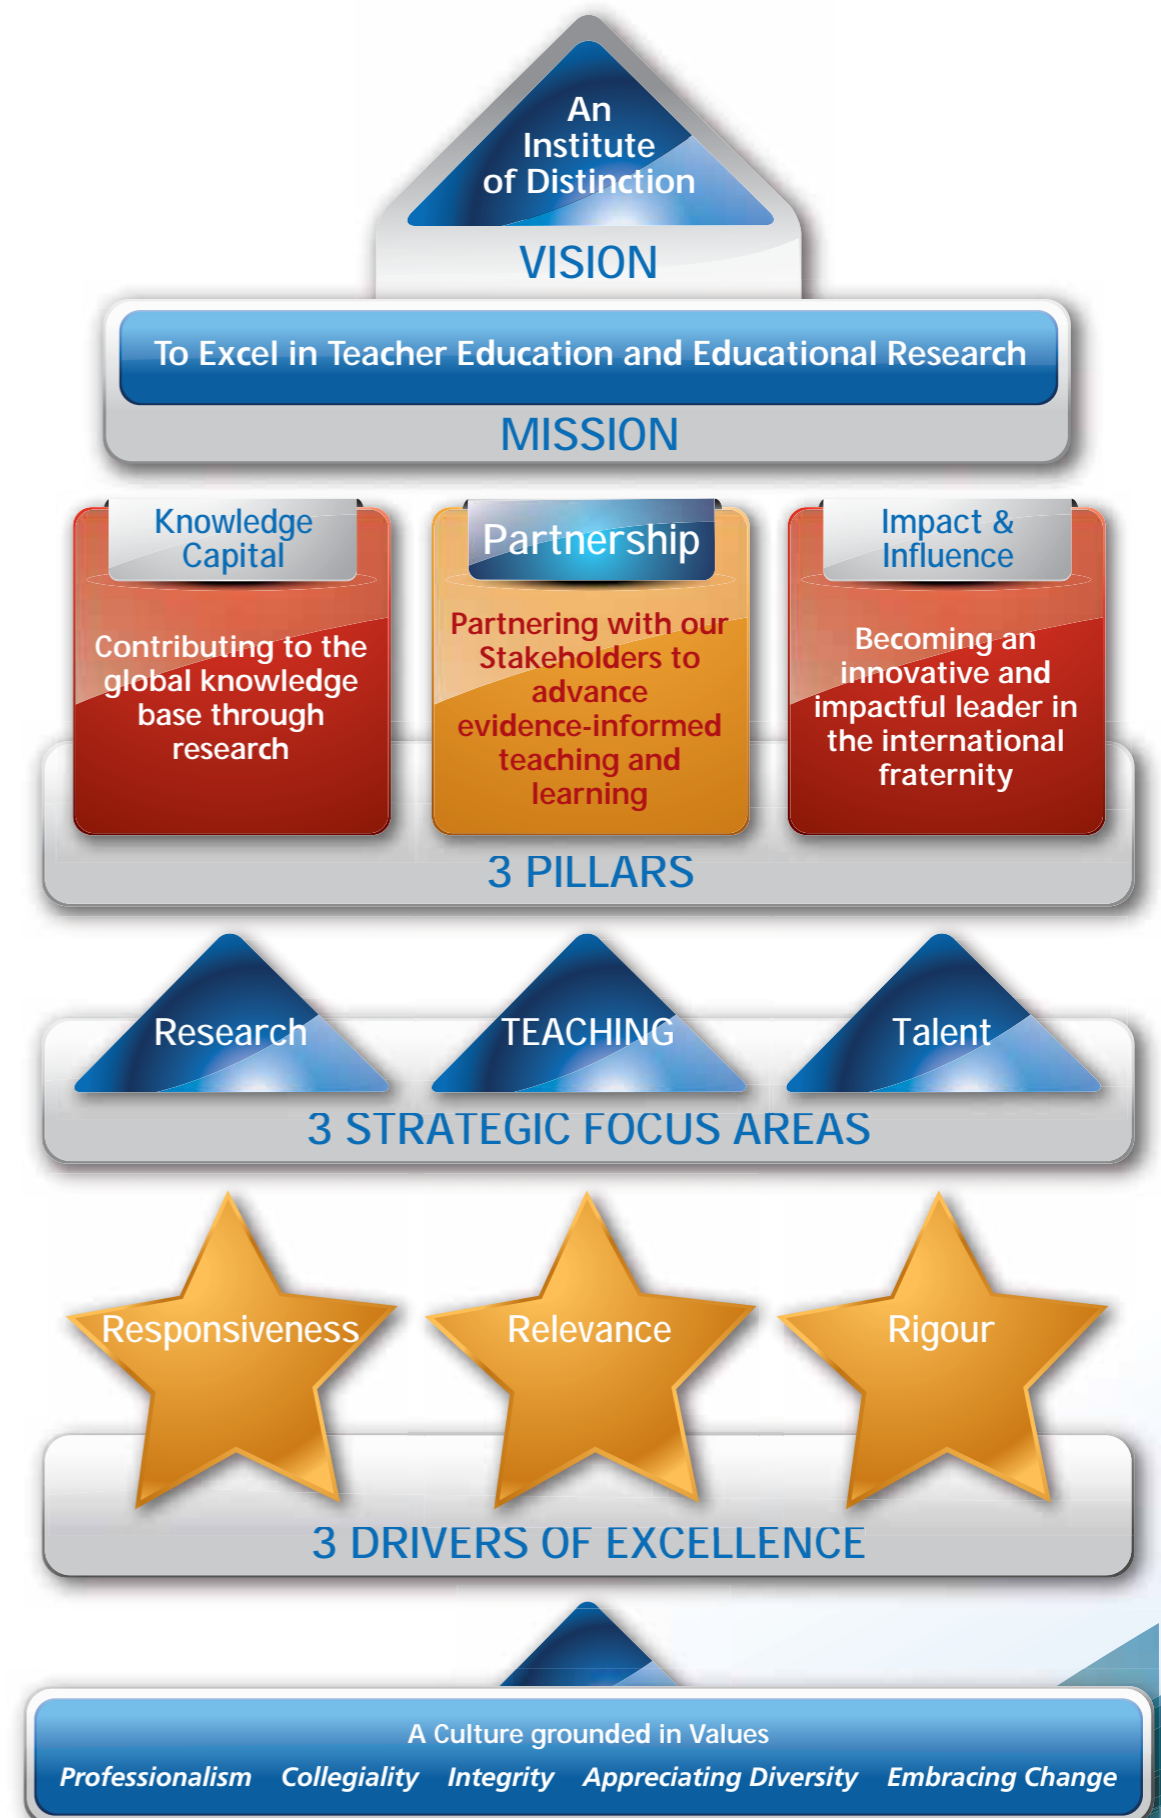 An
Institute
of Distinction
VISION
To Excel in Teacher Education and Educational Research
MISSION
Knowledge
Capital
Contributing to the
global knowledge
base through
research
Partnership
Partnering with our
Stakeholders to
advance
evidence-informed
teaching and
learning
Impact &
Influence
Becoming an
innovative and
impactful leader in
the international
fraternity
3 PILLARS
Research
TEACHING
Talent
3 STRATEGIC FOCUS AREAS
Responsiveness
Relevance
Rigour
3 DRIVERS OF EXCELLENCE
A Culture grounded in Values
Professionalism Collegiality Integrity Appreciating Diversity Embracing Change